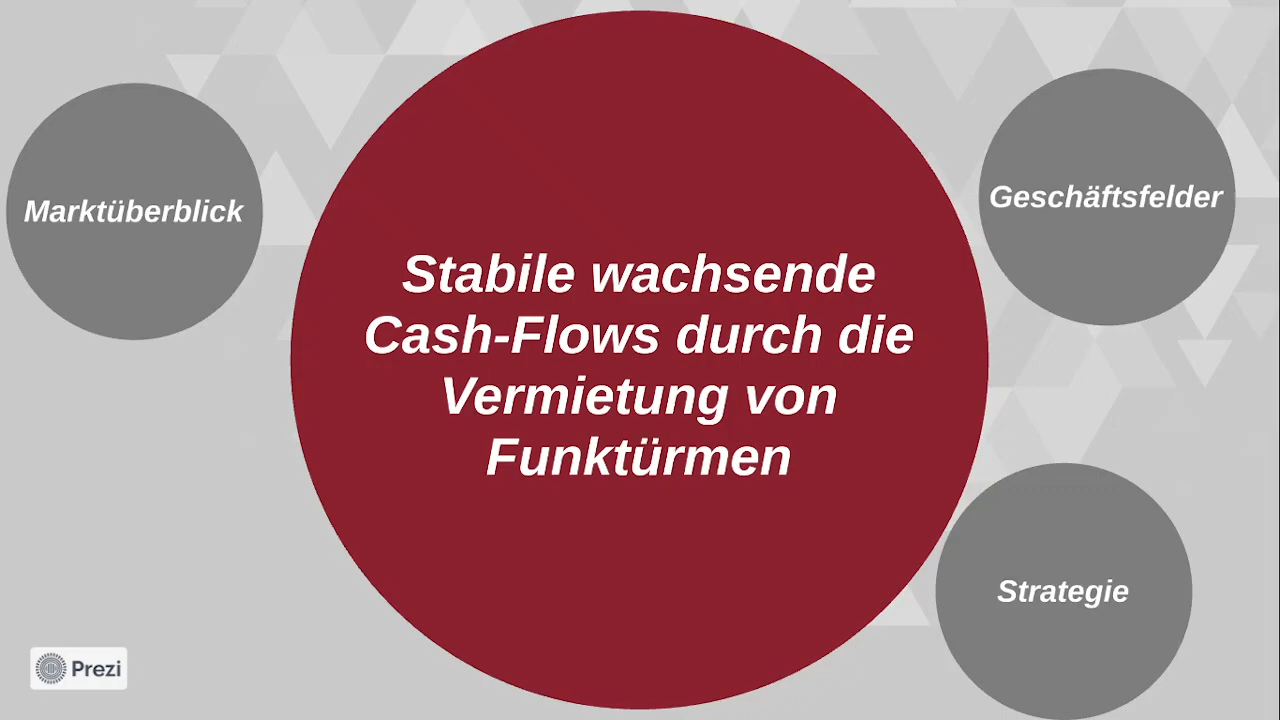 Marktüberblick
Stabile wachsende
Cash-Flows durch die
Vermietung von
Funktürmen
Geschäftsfelder
Strategie
Prezi